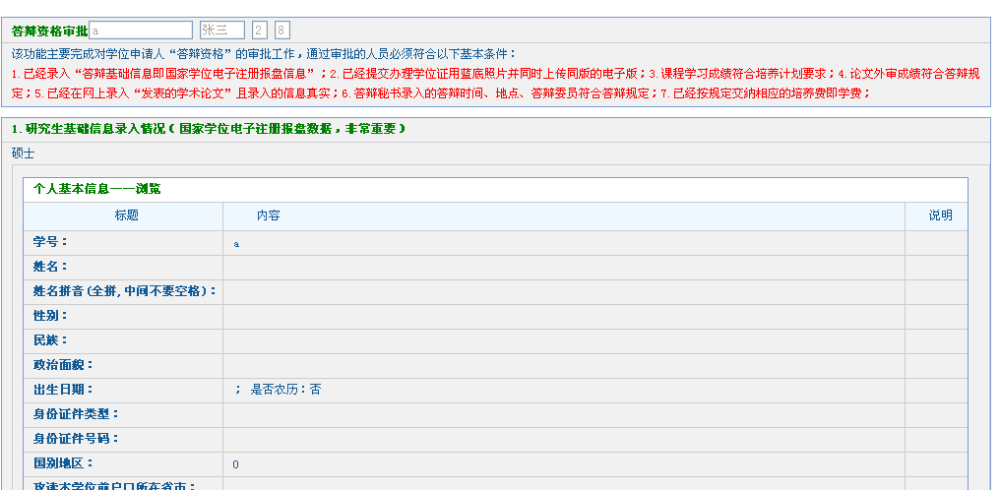 答辩资格审批 a 张三 2 8
该功能主要完成对学位申请人“答辩资格”的审批工作，通过审批的人员必须符合以下基本条件：
1.已经录入“答辩基础信息即国家学位电子注册报盘信息”；2.已经提交办理学位证用蓝底照片并同时上传同版的电子版；3.课程学习成绩符合培养计划要求；4.论文外审成绩符合答辩规
定；5.已经在网上录入“发表的学术论文”且录入的信息真实；6.答辩秘书录入的答辩时间、地点、答辩委员符合答辩规定；7.已经按规定交纳相应的培养费即学费；
1.研究生基础信息录入情况（国家学位电子注册报盘数据，非常重要）
硕士
个人基本信息——浏览
标题 内容 说明
学号： a
姓名：
姓名拼音(全拼,中间不要空格)：
性别：
民族：
政治面貌：
出生日期： ； 是否农历：否
身份证件类型：
身份证件号码：
国别地区： 0
攻读本学位前户口所在省市：